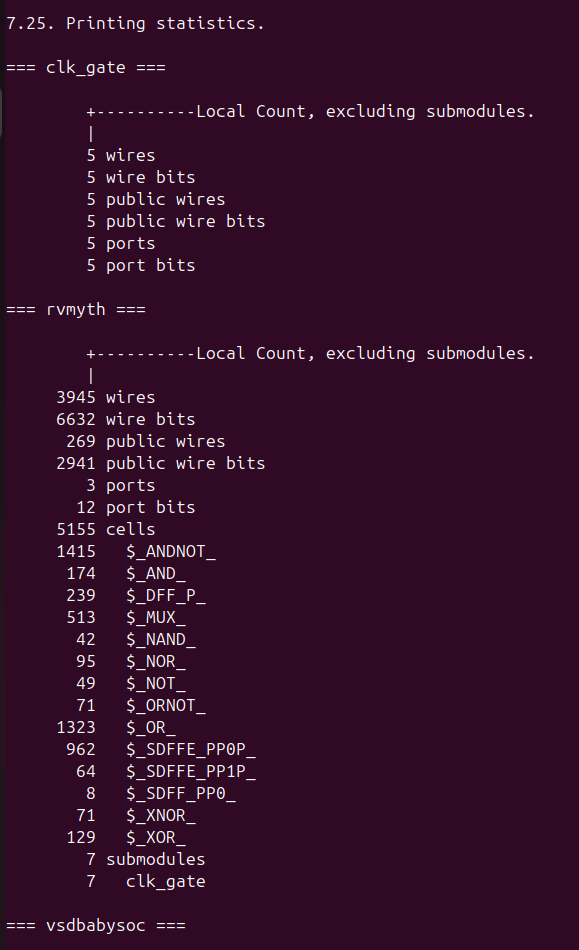 7.25. Printing statistics.
=== clk_gate ===
+----------Local Count, excluding submodules.
|
5 wires
5 wire bits
5 public wires
5 public wire bits
5 ports
5 port bits
=== rvmyth ===
+----------Local Count, excluding submodules.
|
3945 wires
6632 wire bits
269 public wires
2941 public wire bits
3 ports
12 port bits
5155 cells
1415 $_ANDNOT_
174 $_AND_
239 $_DFF_P_
513 $_MUX_
42 $_NAND_
95 $_NOR_
49 $_NOT_
71 $_ORNOT_
1323 $_OR_
962 $_SDFFE_PP0P_
64 $_SDFFE_PP1P_
8 $_SDFF_PP0_
71 $_XNOR_
129 $_XOR_
7 submodules
7 clk_gate
=== vsdbabysoc ===